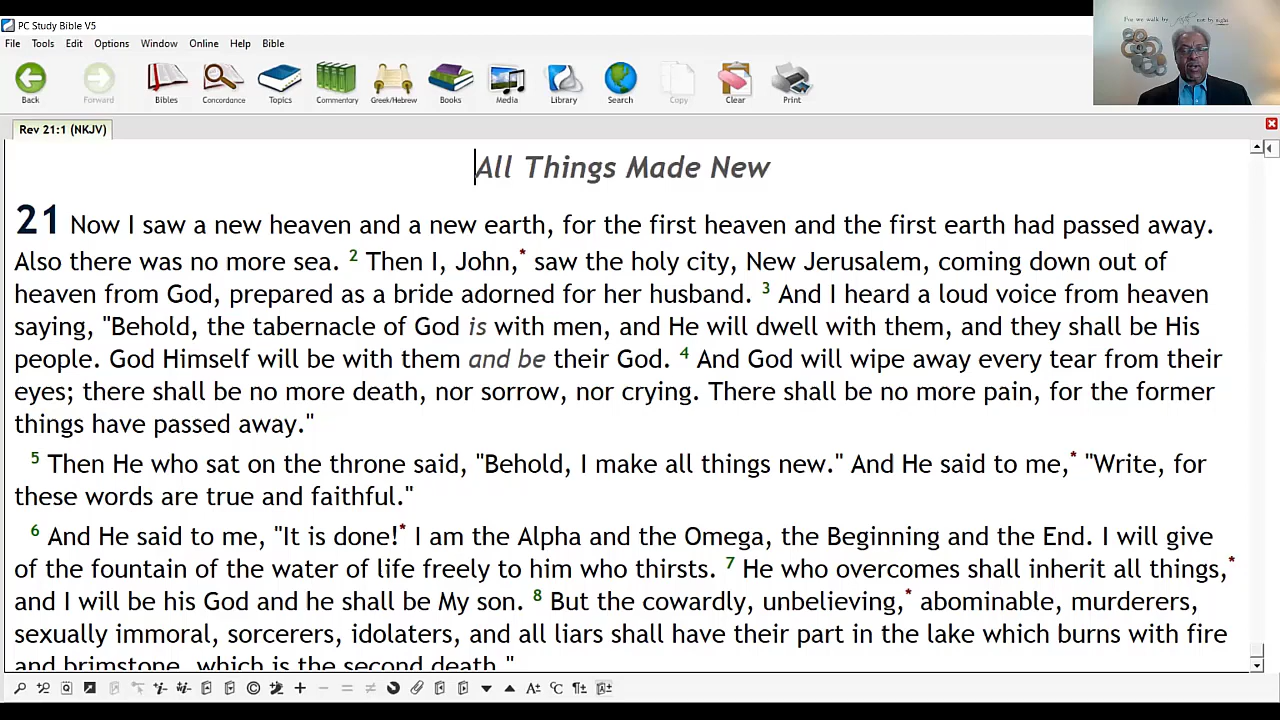 PC Study Bible V5
File Tools Edit Options Window Online Help Bible
Back Forward Bibles Concordance Topics Commentary Greek/Hebrew Books Media Library Search Copy Clear Print
For we walk by faith not by sight
Rev 21:1 (NKJV)
All Things Made New
21 Now I saw a new heaven and a new earth, for the first heaven and the first earth had passed away.
Also there was no more sea. 2 Then I, John,* saw the holy city, New Jerusalem, coming down out of
heaven from God, prepared as a bride adorned for her husband. 3 And I heard a loud voice from heaven
saying, "Behold, the tabernacle of God is with men, and He will dwell with them, and they shall be His
people. God Himself will be with them and be their God. 4 And God will wipe away every tear from their
eyes; there shall be no more death, nor sorrow, nor crying. There shall be no more pain, for the former
things have passed away."
5 Then He who sat on the throne said, "Behold, I make all things new." And He said to me,* "Write, for
these words are true and faithful."
6 And He said to me, "It is done!* I am the Alpha and the Omega, the Beginning and the End. I will give
of the fountain of the water of life freely to him who thirsts. 7 He who overcomes shall inherit all things,*
and I will be his God and he shall be My son. 8 But the cowardly, unbelieving,* abominable, murderers,
sexually immoral, sorcerers, idolaters, and all liars shall have their part in the lake which burns with fire
and brimstone, which is the second death."